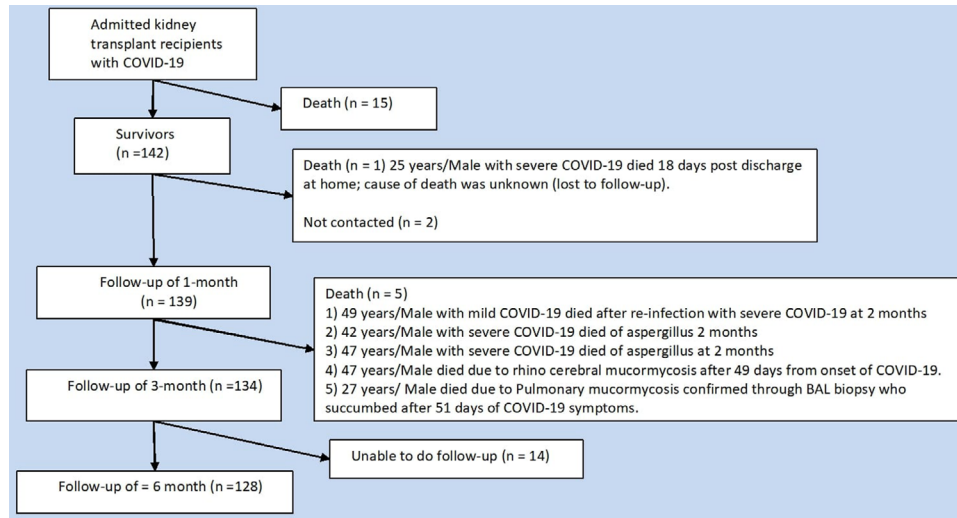 Admitted kidney
transplant recipients
with COVID-19
Death (n = 15)
Survivors
(n =142)
Death (n = 1) 25 years/Male with severe COVID-19 died 18 days post discharge
at home; cause of death was unknown (lost to follow-up).
Not contacted (n = 2)
Follow-up of 1-month
(n = 139)
Death (n = 5)
1) 49 years/Male with mild COVID-19 died after re-infection with severe COVID-19 at 2 months
2) 42 years/Male with severe COVID-19 died of aspergillus 2 months
3) 47 years/Male with severe COVID-19 died of aspergillus at 2 months
4) 47 years/Male died due to rhino cerebral mucormycosis after 49 days from onset of COVID-19.
5) 27 years/ Male died due to Pulmonary mucormycosis confirmed through BAL biopsy who
succumbed after 51 days of COVID-19 symptoms.
Follow-up of 3-month (n =134)
Unable to do follow-up (n = 14)
Follow-up of = 6 month (n =128)